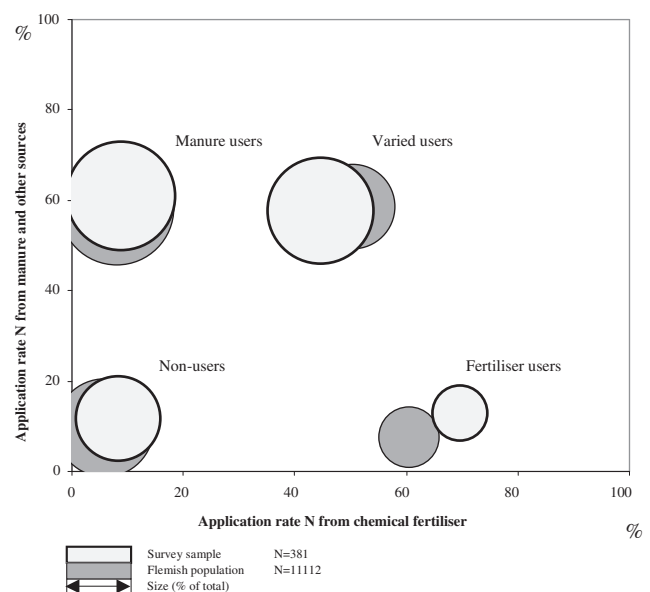 %
100
80
60
40
20
0
Application rate N from manure and other sources
Manure users
Varied users
Non-users
Fertiliser users
0 20 40 60 80 100
Application rate N from chemical fertiliser
%
Survey sample N=381
Flemish population N=11112
Size (% of total)